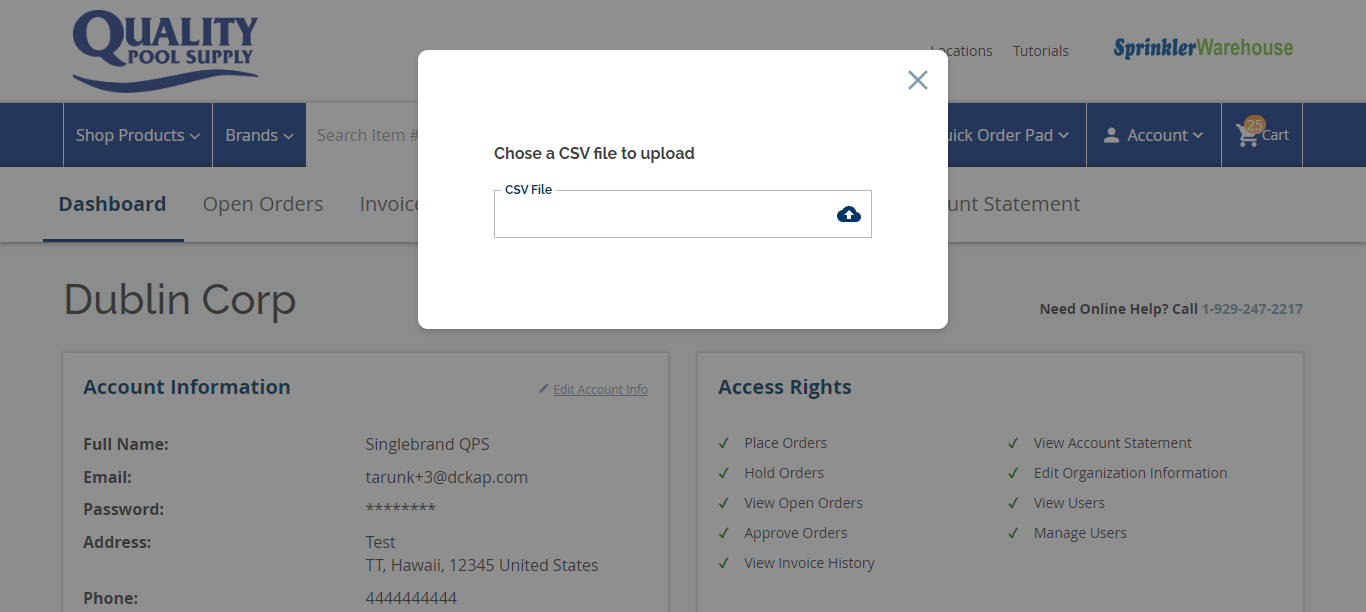 QUALITY
POOL SUPPLY
Locations Tutorials SprinklerWarehouse
Shop Products Brands Search Item # Quick Order Pad Account 25 Cart
Dashboard Open Orders Invoice unt Statement
Chose a CSV file to upload
CSV File
Dublin Corp
Need Online Help? Call 1-929-247-2217
Account Information Edit Account Info
Full Name: Singlebrand QPS
Email: tarunk+3@dckap.com
Password: ********
Address: Test
TT, Hawaii, 12345 United States
Phone: 4444444444
Access Rights
Place Orders
Hold Orders
View Open Orders
Approve Orders
View Invoice History
View Account Statement
Edit Organization Information
View Users
Manage Users